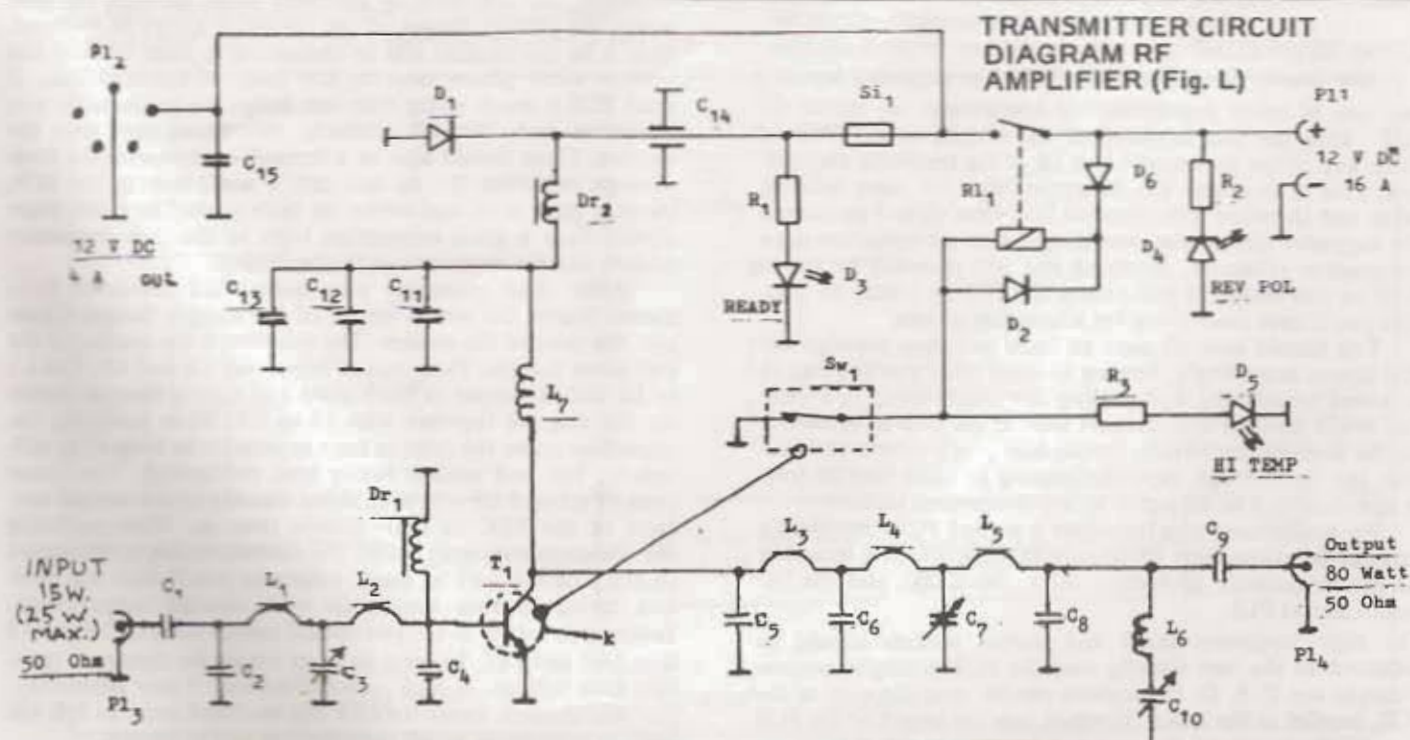 TRANSMITTER CIRCUIT
DIAGRAM RF
AMPLIFIER (Fig. L)
Pl2
D1
C14
Si1
Pl1
+
12 V DC
- 16 A
C15
Dr2
R1
Rl1
D6
R2
12 V DC
4 A out
C13
C12
C11
D3
READY
D2
D4
REV POL
L7
Sw1
R3
D5
HI TEMP
Dr1
INPUT
15W.
(25 W.
MAX.)
50 Ohm
Pl3
C1
L1
L2
C2
C3
C4
T1
k
L3
L4
L5
C5
C6
C7
C8
C9
L6
C10
Output
80 Watt
50 Ohm
Pl4